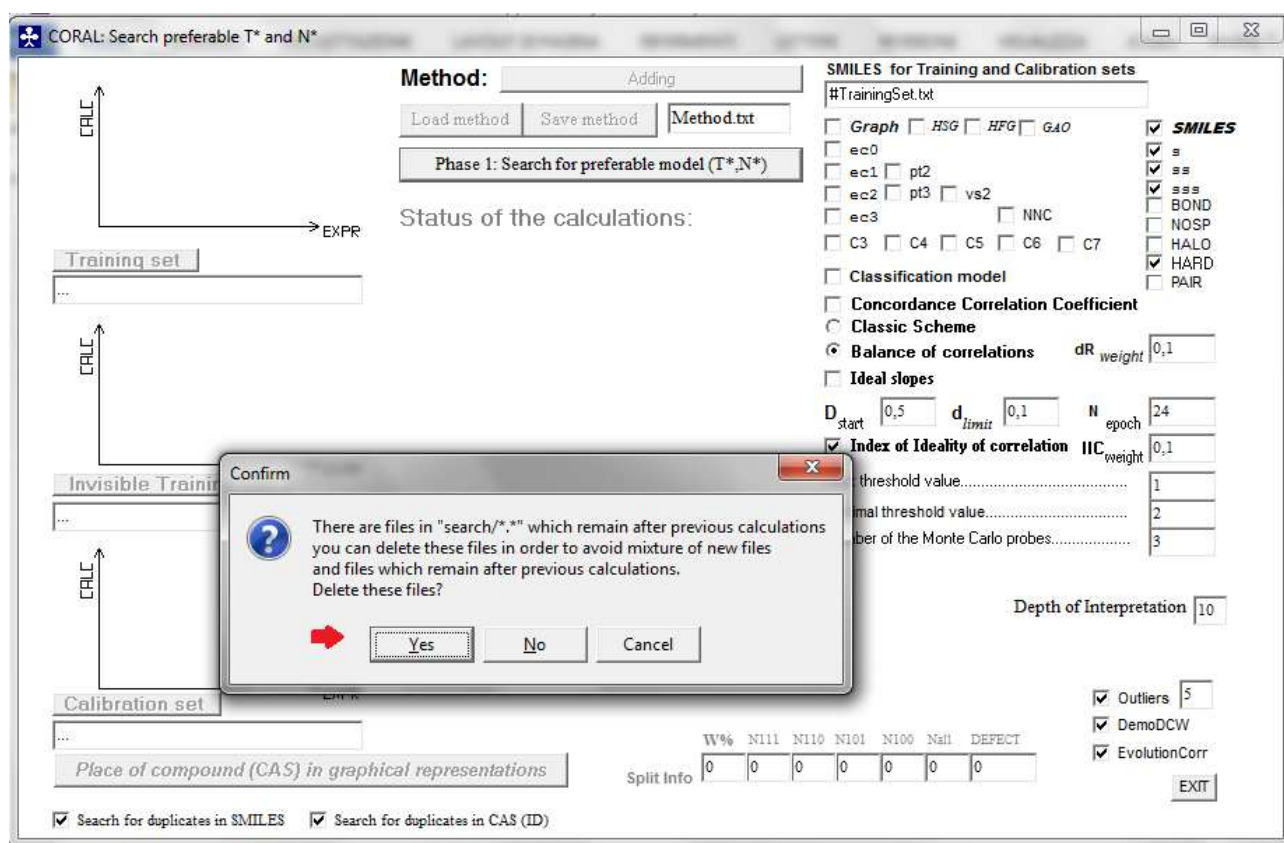 CORAL: Search preferable T* and N*
Method: Adding
Load method Save method Method.txt
Phase 1: Search for preferable model (T*,N*)
Status of the calculations:
CALC
EXPR
Training set
...
CALC
Invisible Trainin
...
CALC
Calibration set
...
Place of compound (CAS) in graphical representations
Seacrh for duplicates in SMILES Search for duplicates in CAS (ID)
SMILES for Training and Calibration sets
#TrainingSet.txt
Graph HSG HFG GAO SMILES
ec0 s
ec1 pt2 ss
ec2 pt3 vs2 sss
BOND
ec3 NNC NOSP
C3 C4 C5 C6 C7 HALO
HARD
Classification model PAIR
Concordance Correlation Coefficient
Classic Scheme
Balance of correlations dR weight 0,1
Ideal slopes
D start 0,5 d limit 0,1 N epoch 24
Index of Ideality of correlation IIC weight 0,1
threshold value.................................... 1
imal threshold value.............................. 2
ber of the Monte Carlo probes................. 3
Depth of Interpretation 10
Confirm
There are files in "search/*.*" which remain after previous calculations
you can delete these files in order to avoid mixture of new files
and files which remain after previous calculations.
Delete these files?
Yes No Cancel
Outliers 5
DemoDCW
EvolutionCorr
W% N111 N110 N101 N100 Nall DEFECT
Split Info 0 0 0 0 0 0 0
EXIT